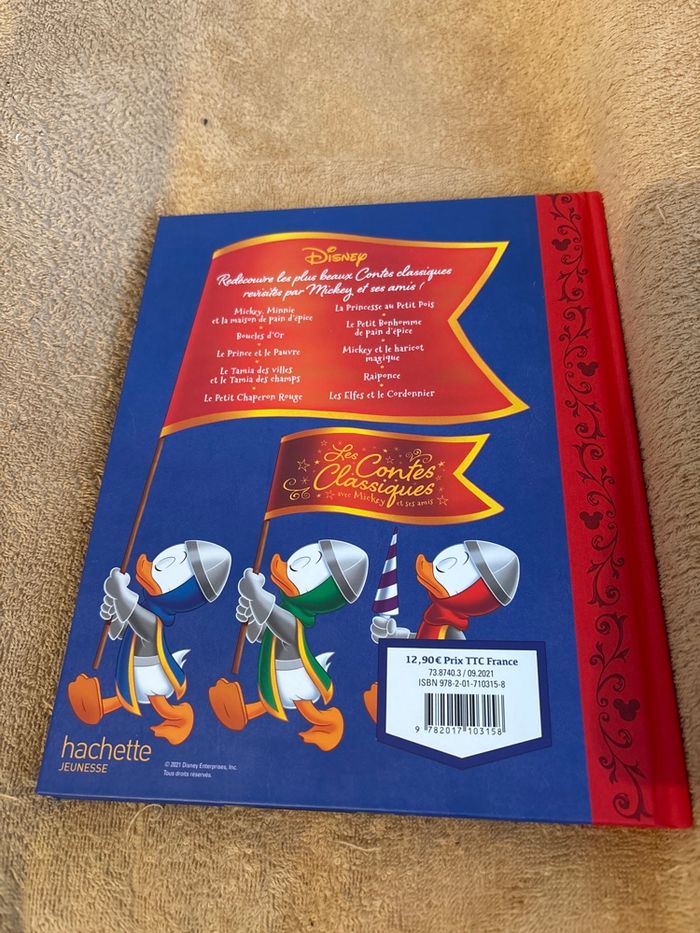 Disney
Redécouvre les plus beaux Contes classiques
revisités par Mickey et ses amis !
Mickey, Minnie
et la maison de pain d'épice
Boucles d'Or
Le Prince et le Pauvre
Le Tamia des villes
et le Tamia des champs
Le Petit Chaperon Rouge
La Princesse au Petit Pois
Le Petit Bonhomme
de pain d'épice
Mickey et le haricot
magique
Raiponce
Les Elfes et le Cordonnier
Les Contes
Classiques
avec Mickey et ses amis
12,90€ Prix TTC France
73.8740.3 / 09.2021
ISBN 978-2-01-710315-8
9 782017 103158
hachette
JEUNESSE
© 2021 Disney Enterprises, Inc.
Tous droits réservés.